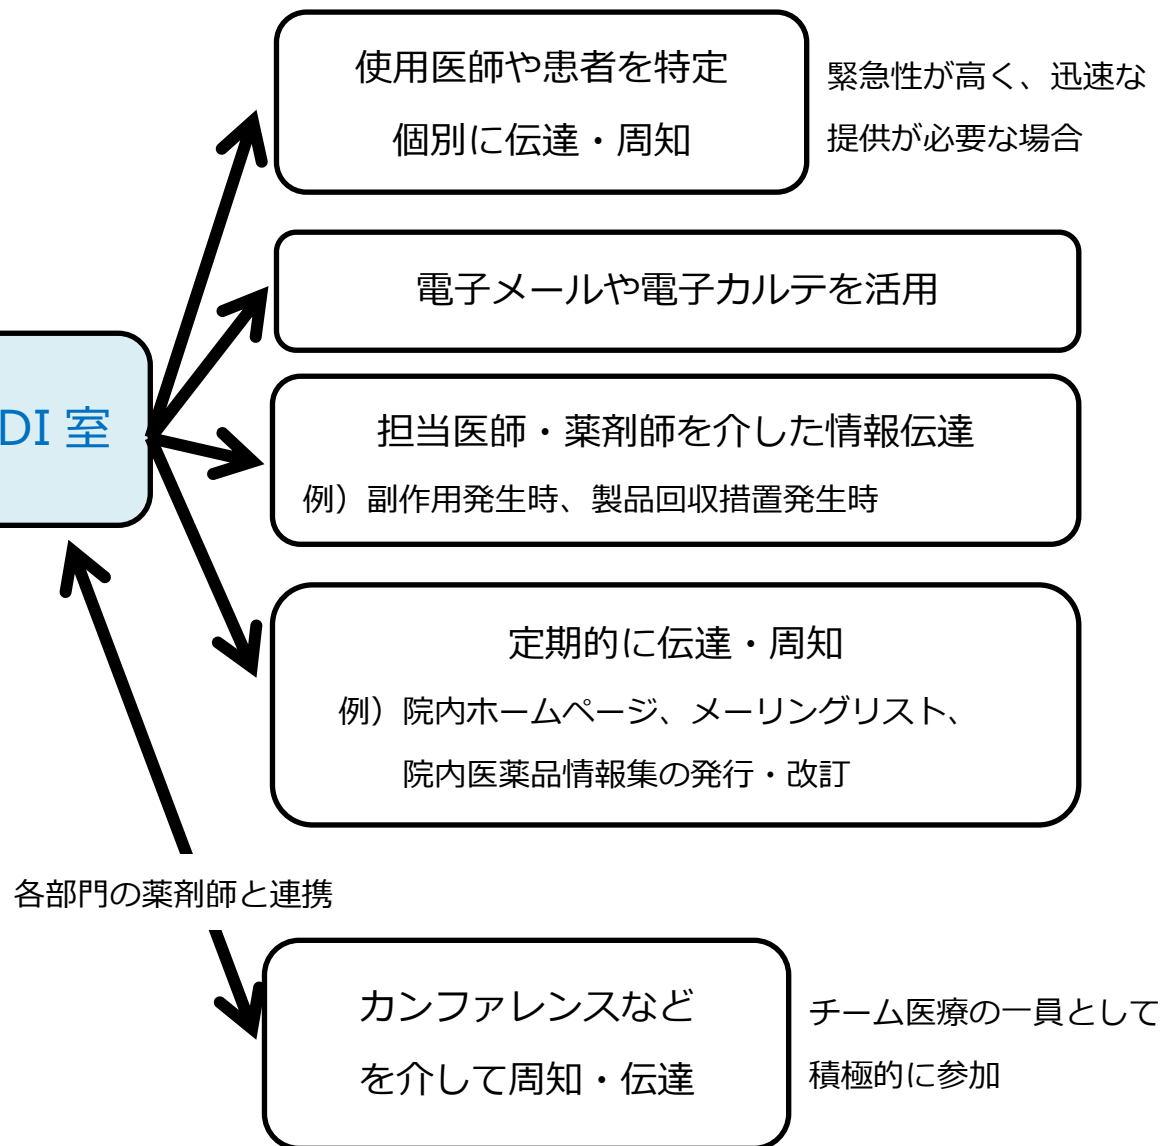 使用医師や患者を特定
個別に伝達・周知
緊急性が高く、迅速な
提供が必要な場合
電子メールや電子カルテを活用
DI 室
担当医師・薬剤師を介した情報伝達
例）副作用発生時、製品回収措置発生時
定期的に伝達・周知
例）院内ホームページ、メーリングリスト、
院内医薬品情報集の発行・改訂
各部門の薬剤師と連携
カンファレンスなど
を介して周知・伝達
チーム医療の一員として
積極的に参加